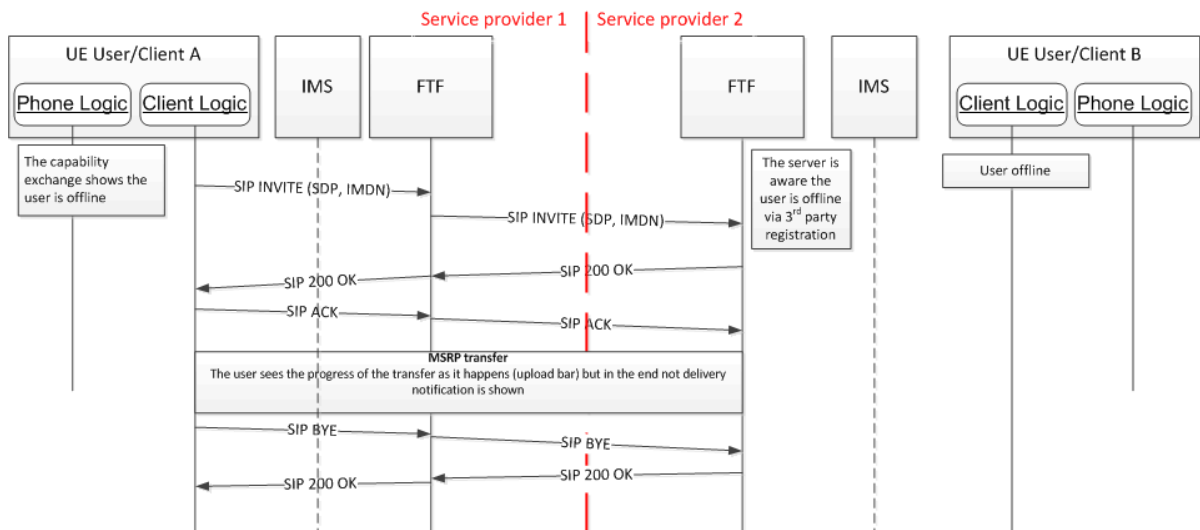 Service provider 1
Service provider 2
UE User/Client A
Phone Logic
Client Logic
IMS
FTF
FTF
IMS
UE User/Client B
Client Logic
Phone Logic
The capability
exchange shows the
user is offline
The server is
aware the
user is offline
via 3rd party
registration
User offline
SIP INVITE (SDP, IMDN)
SIP INVITE (SDP, IMDN)
SIP 200 OK
SIP 200 OK
SIP ACK
SIP ACK
MSRP transfer
The user sees the progress of the transfer as it happens (upload bar) but in the end not delivery
notification is shown
SIP BYE
SIP BYE
SIP 200 OK
SIP 200 OK